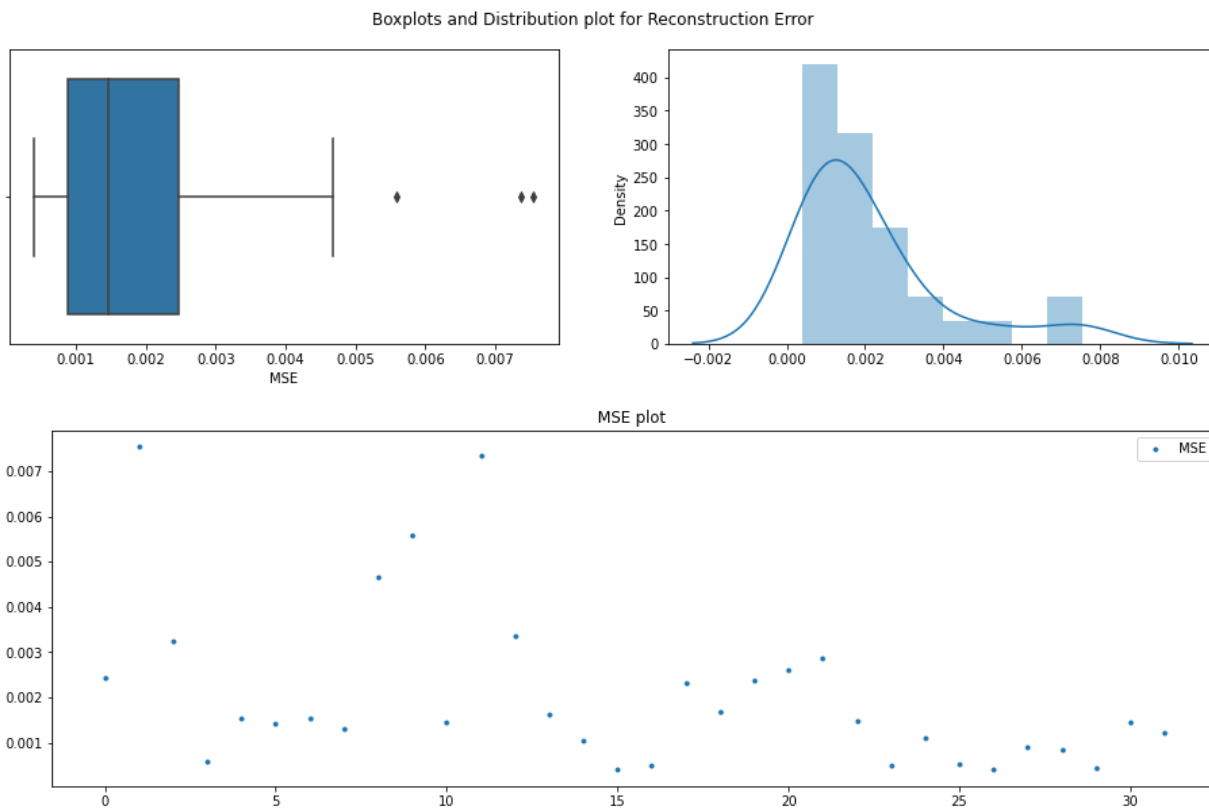 Boxplots and Distribution plot for Reconstruction Error
0.001 0.002 0.003 0.004 0.005 0.006 0.007
MSE
400
350
300
250
200
150
100
50
0
Density
−0.002 0.000 0.002 0.004 0.006 0.008 0.010
MSE plot
MSE
0.007
0.006
0.005
0.004
0.003
0.002
0.001
0 5 10 15 20 25 30